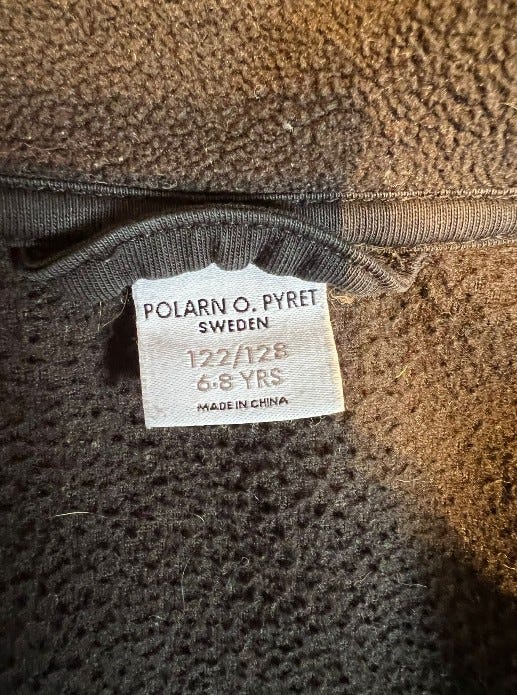 POLARN O. PYRET
SWEDEN
122/128
6-8 YRS
MADE IN CHINA